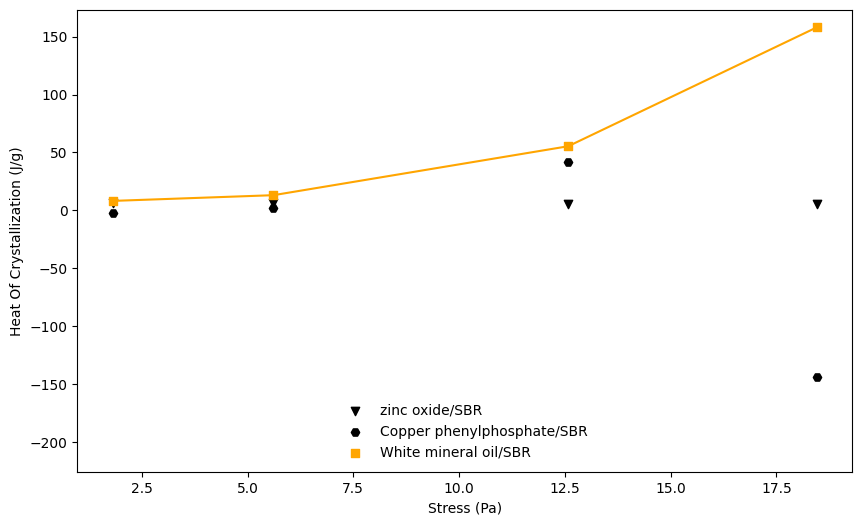 150
100
50
0
−50
−100
−150
−200
Heat Of Crystallization (J/g)
zinc oxide/SBR
Copper phenylphosphate/SBR
White mineral oil/SBR
2.5 5.0 7.5 10.0 12.5 15.0 17.5
Stress (Pa)